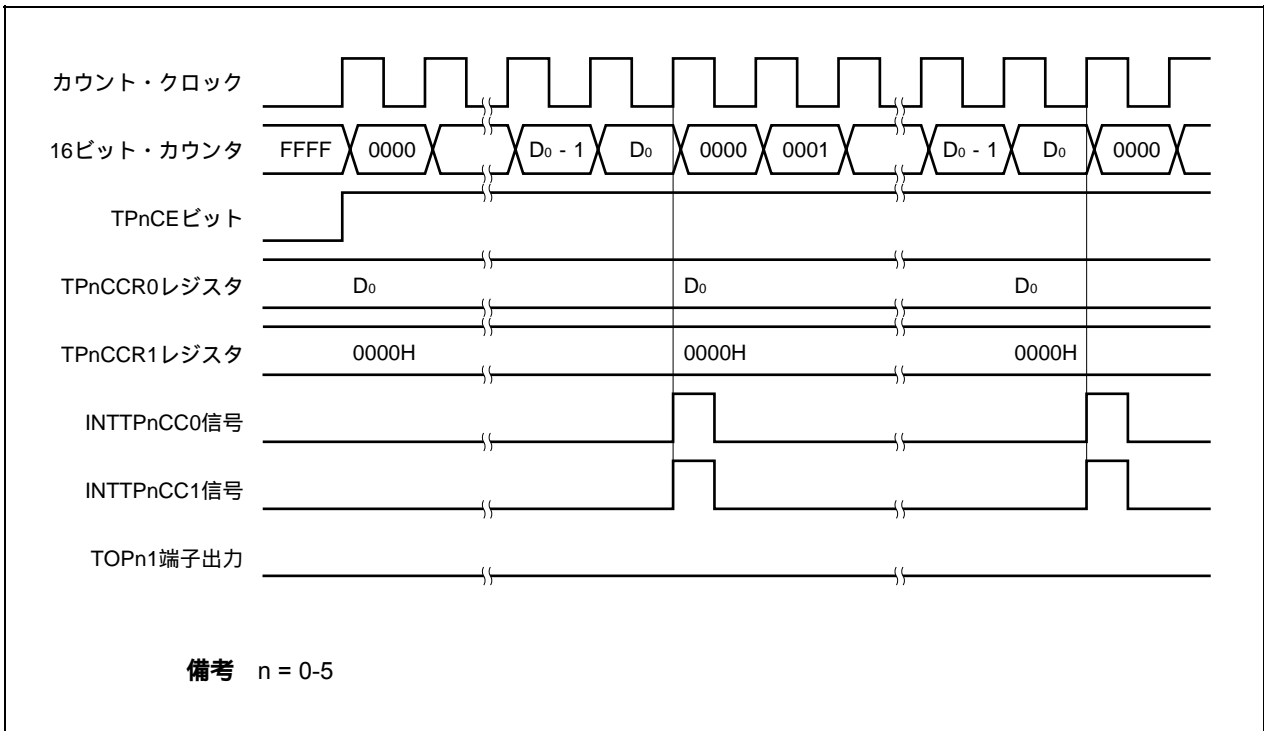 カウント・クロック
16ビット・カウンタ FFFF 0000 D₀ - 1 D₀ 0000 0001 D₀ - 1 D₀ 0000
TPnCEビット
TPnCCR0レジスタ D₀ D₀ D₀
TPnCCR1レジスタ 0000H 0000H 0000H
INTTPnCC0信号
INTTPnCC1信号
TOPn1端子出力
備考 n = 0-5